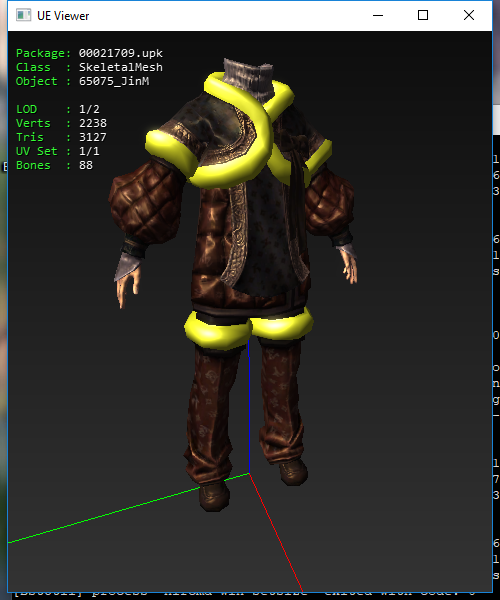 UE Viewer
Package: 00021709.upk
Class : SkeletalMesh
Object : 65075_JinM
LOD : 1/2
Verts : 2238
Tris : 3127
UV Set : 1/1
Bones : 88